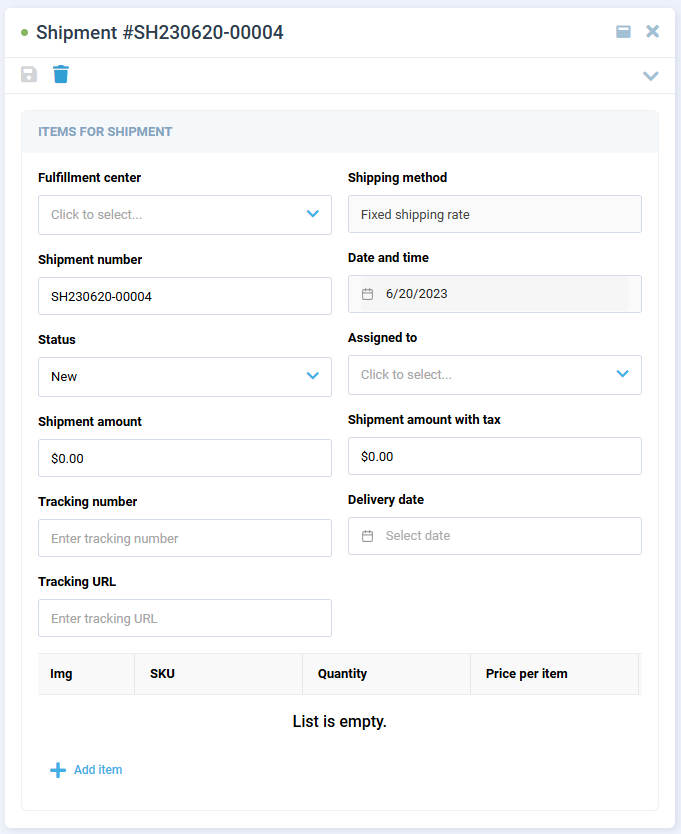 Shipment #SH230620-00004
ITEMS FOR SHIPMENT
Fulfillment center
Click to select...
Shipping method
Fixed shipping rate
Shipment number
SH230620-00004
Date and time
6/20/2023
Status
New
Assigned to
Click to select...
Shipment amount
$0.00
Shipment amount with tax
$0.00
Tracking number
Enter tracking number
Delivery date
Select date
Tracking URL
Enter tracking URL
Img SKU Quantity Price per item
List is empty.
Add item